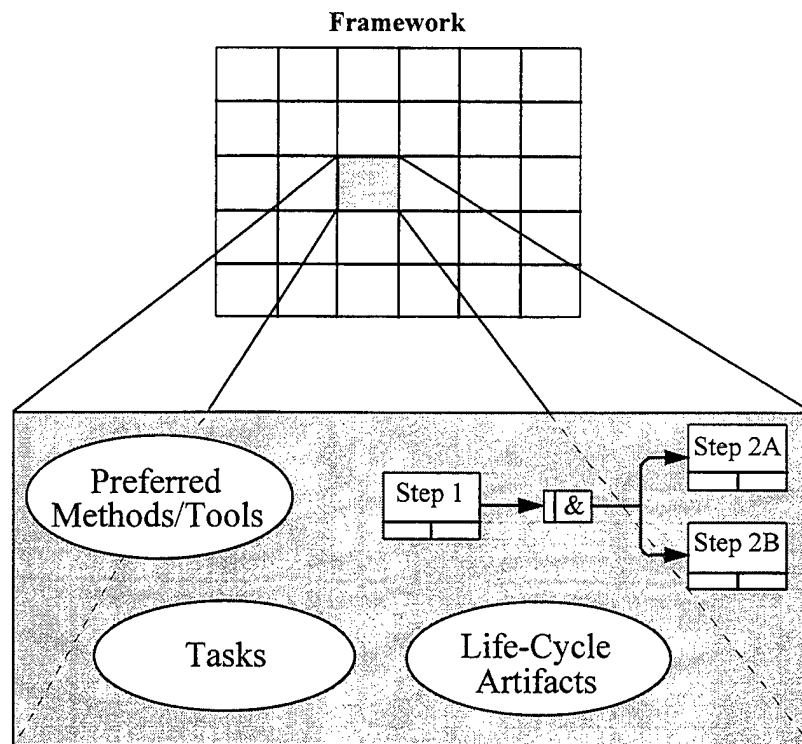 Framework
Preferred
Methods/Tools
Step 1
&
Step 2A
Step 2B
Tasks
Life-Cycle
Artifacts